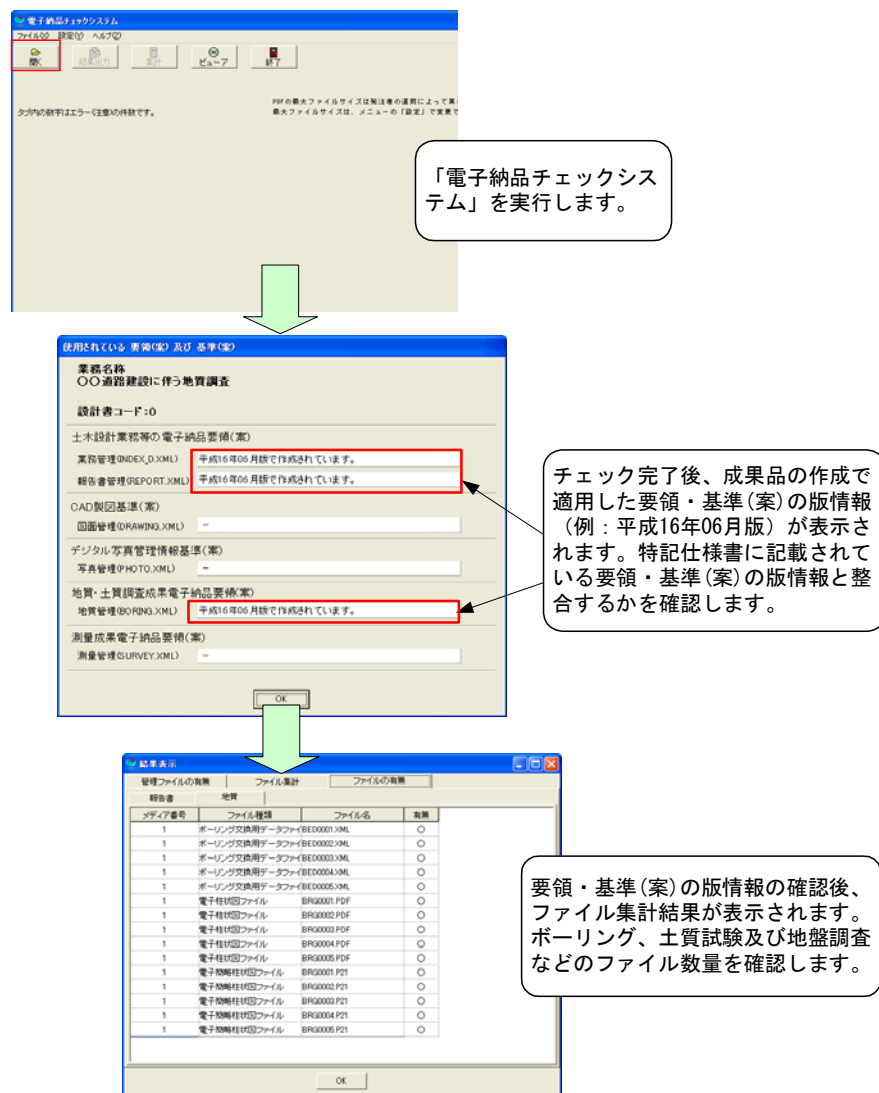 電子納品チェックシステム
ファイル(X) 設定(Y) ヘルプ(Z)
開く 結果出力 集計 ビューア 終了
タブ内の数字はエラー(注意)の件数です。
PDFの最大ファイルサイズは発注者の運用によって異
最大ファイルサイズは、メニューの「設定」で変更で
「電子納品チェックシス
テム」を実行します。
使用されている 要領(案) 及び 基準(案)
業務名称
〇〇道路建設に伴う地質調査
設計書コード:0
土木設計業務等の電子納品要領(案)
業務管理(INDEX_D.XML) 平成16年06月版で作成されています。
報告書管理(REPORT.XML) 平成16年06月版で作成されています。
CAD製図基準(案)
図面管理(DRAWING.XML) -
デジタル写真管理情報基準(案)
写真管理(PHOTO.XML) -
地質・土質調査成果電子納品要領(案)
地質管理(BORING.XML) 平成16年06月版で作成されています。
測量成果電子納品要領(案)
測量管理(SURVEY.XML) -
OK
チェック完了後、成果品の作成で
適用した要領・基準(案)の版情報
(例：平成16年06月版)が表示さ
れます。特記仕様書に記載されて
いる要領・基準(案)の版情報と整
合するかを確認します。
結果表示
管理ファイルの有無 ファイル集計 ファイルの有無
報告書 地質
メディア番号 ファイル種類 ファイル名 有無
1 ボーリング交換用データファイ BED0001.XML ○
1 ボーリング交換用データファイ BED0002.XML ○
1 ボーリング交換用データファイ BED0003.XML ○
1 ボーリング交換用データファイ BED0004.XML ○
1 ボーリング交換用データファイ BED0005.XML ○
1 電子柱状図ファイル BRG0001.PDF ○
1 電子柱状図ファイル BRG0002.PDF ○
1 電子柱状図ファイル BRG0003.PDF ○
1 電子柱状図ファイル BRG0004.PDF ○
1 電子柱状図ファイル BRG0005.PDF ○
1 電子簡略柱状図ファイル BRG0001.P21 ○
1 電子簡略柱状図ファイル BRG0002.P21 ○
1 電子簡略柱状図ファイル BRG0003.P21 ○
1 電子簡略柱状図ファイル BRG0004.P21 ○
1 電子簡略柱状図ファイル BRG0005.P21 ○
OK
要領・基準(案)の版情報の確認後、
ファイル集計結果が表示されます。
ボーリング、土質試験及び地盤調査
などのファイル数量を確認します。